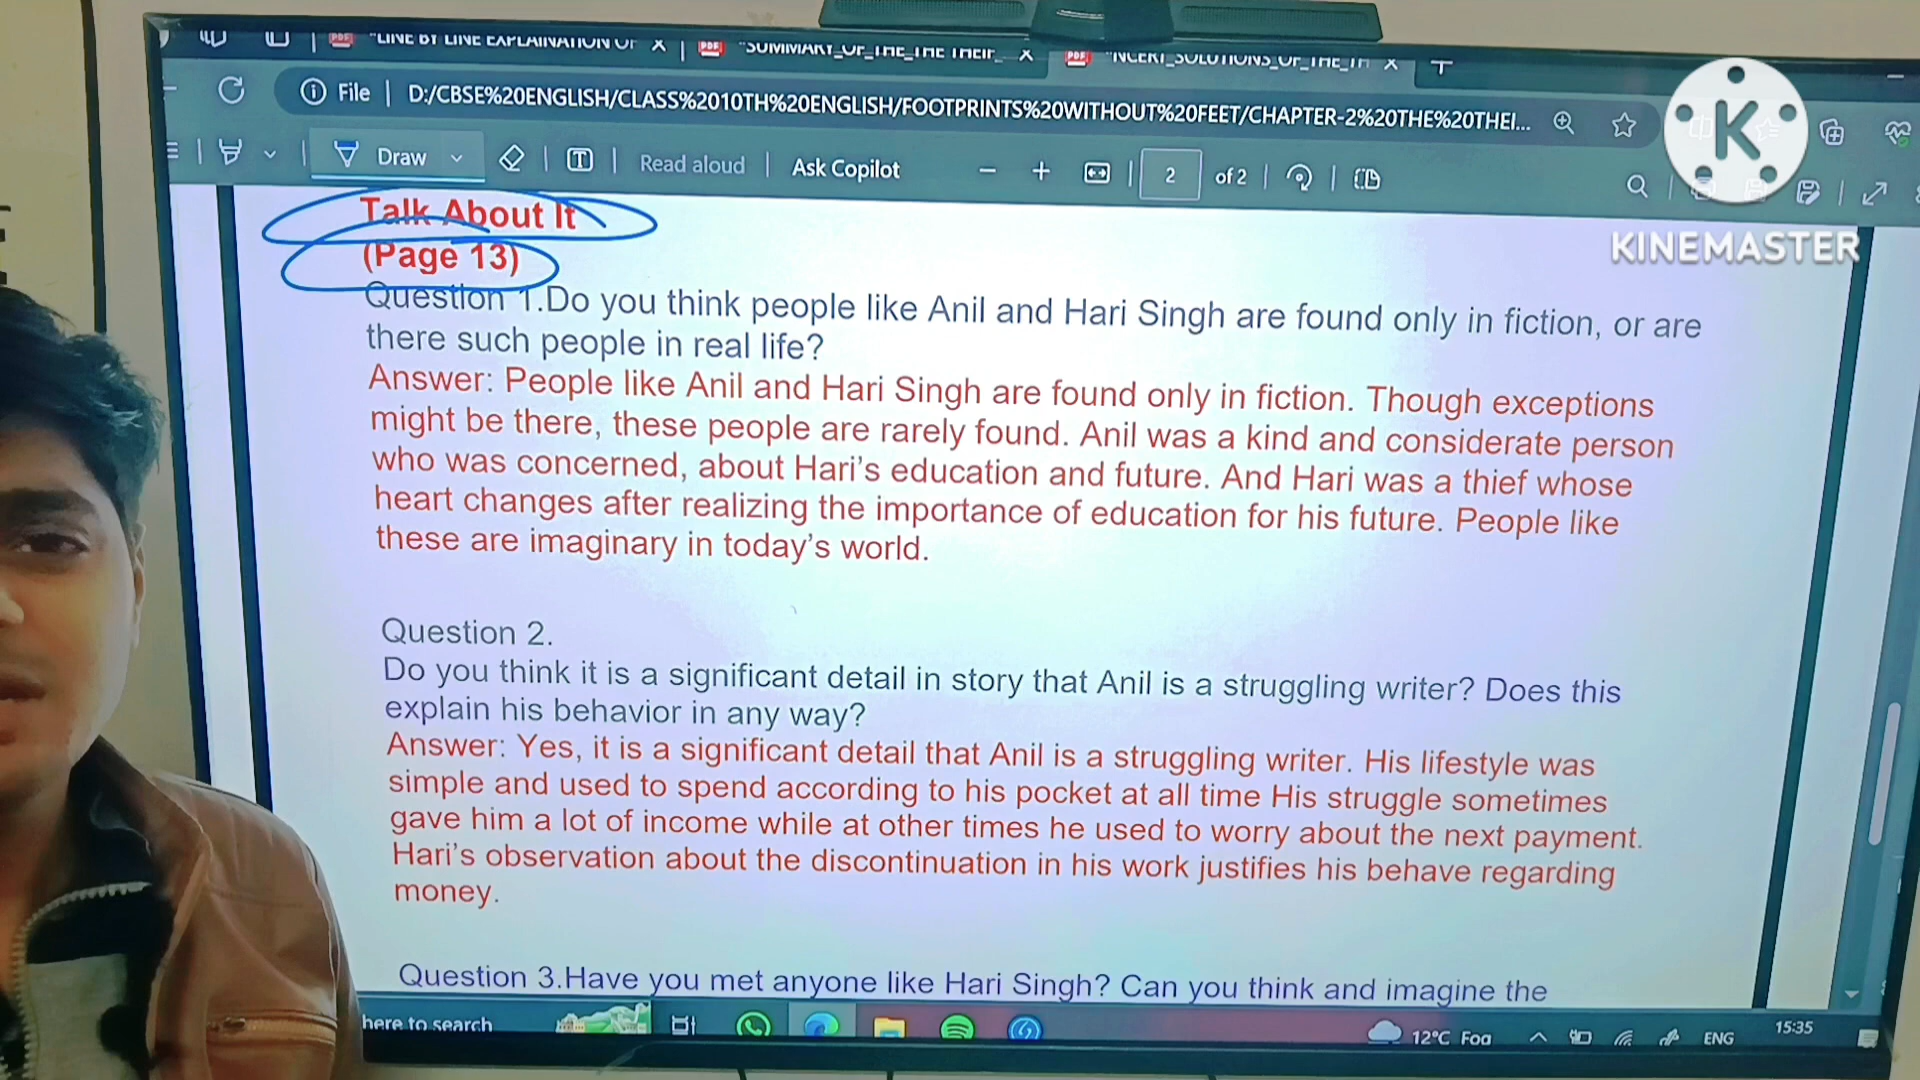 "LINE BY LINE EXPLAINATION OF
"SUMMARY_OF_THE_THE THEIF_
"NCERT_SOLUTIONS_OF_THE_TH
File
D:/CBSE%20ENGLISH/CLASS%2010TH%20ENGLISH/FOOTPRINTS%20WITHOUT%20FEET/CHAPTER-2%20THE%20THEI...
Draw
Read aloud
Ask Copilot
2
of 2
K
KINEMASTER
Talk About It
(Page 13)
Question 1.Do you think people like Anil and Hari Singh are found only in fiction, or are
there such people in real life?
Answer: People like Anil and Hari Singh are found only in fiction. Though exceptions
might be there, these people are rarely found. Anil was a kind and considerate person
who was concerned, about Hari's education and future. And Hari was a thief whose
heart changes after realizing the importance of education for his future. People like
these are imaginary in today's world.
Question 2.
Do you think it is a significant detail in story that Anil is a struggling writer? Does this
explain his behavior in any way?
Answer: Yes, it is a significant detail that Anil is a struggling writer. His lifestyle was
simple and used to spend according to his pocket at all time His struggle sometimes
gave him a lot of income while at other times he used to worry about the next payment.
Hari's observation about the discontinuation in his work justifies his behave regarding
money.
Question 3.Have you met anyone like Hari Singh? Can you think and imagine the
here to search
12°C Fog
ENG
15:35